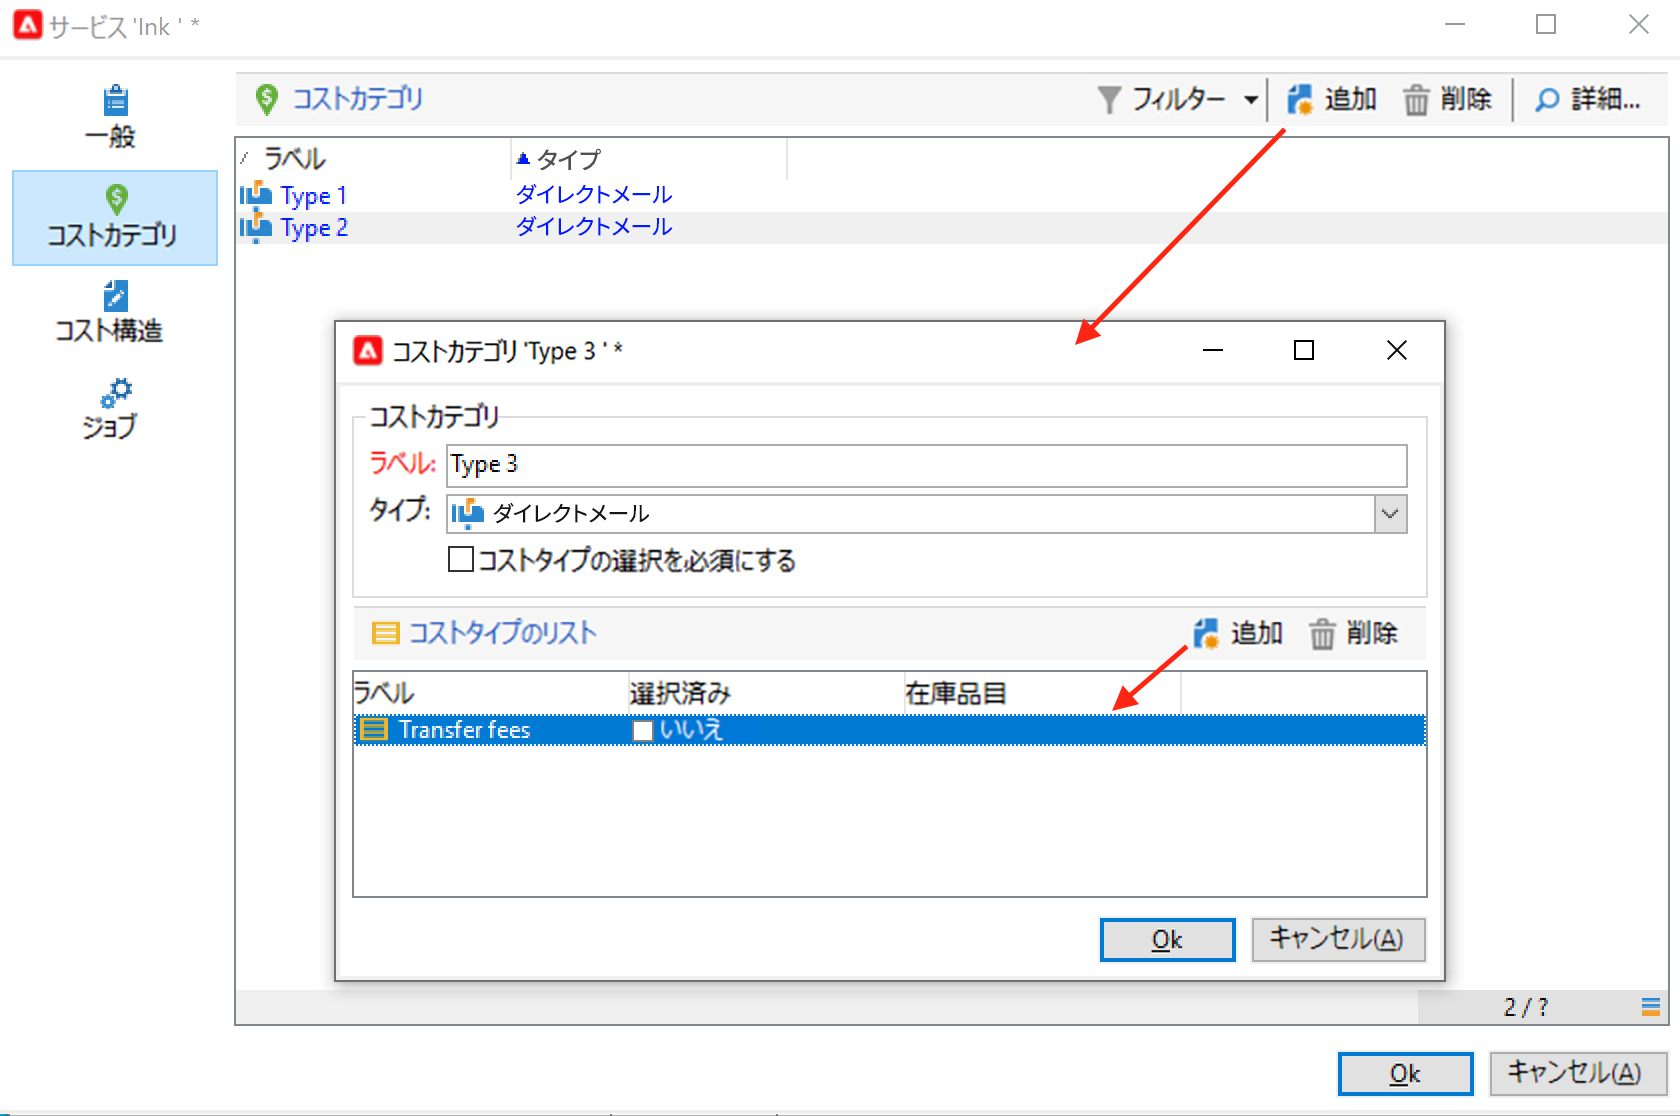 サービス 'Ink ' *
一般
コストカテゴリ
コスト構造
ジョブ
コストカテゴリ
フィルター 追加 削除 詳細...
ラベル タイプ
Type 1 ダイレクトメール
Type 2 ダイレクトメール
コストカテゴリ 'Type 3 ' *
コストカテゴリ
ラベル: Type 3
タイプ: ダイレクトメール
コストタイプの選択を必須にする
コストタイプのリスト 追加 削除
ラベル 選択済み 在庫品目
Transfer fees いいえ
Ok キャンセル(A)
2 / ?
Ok キャンセル(A)